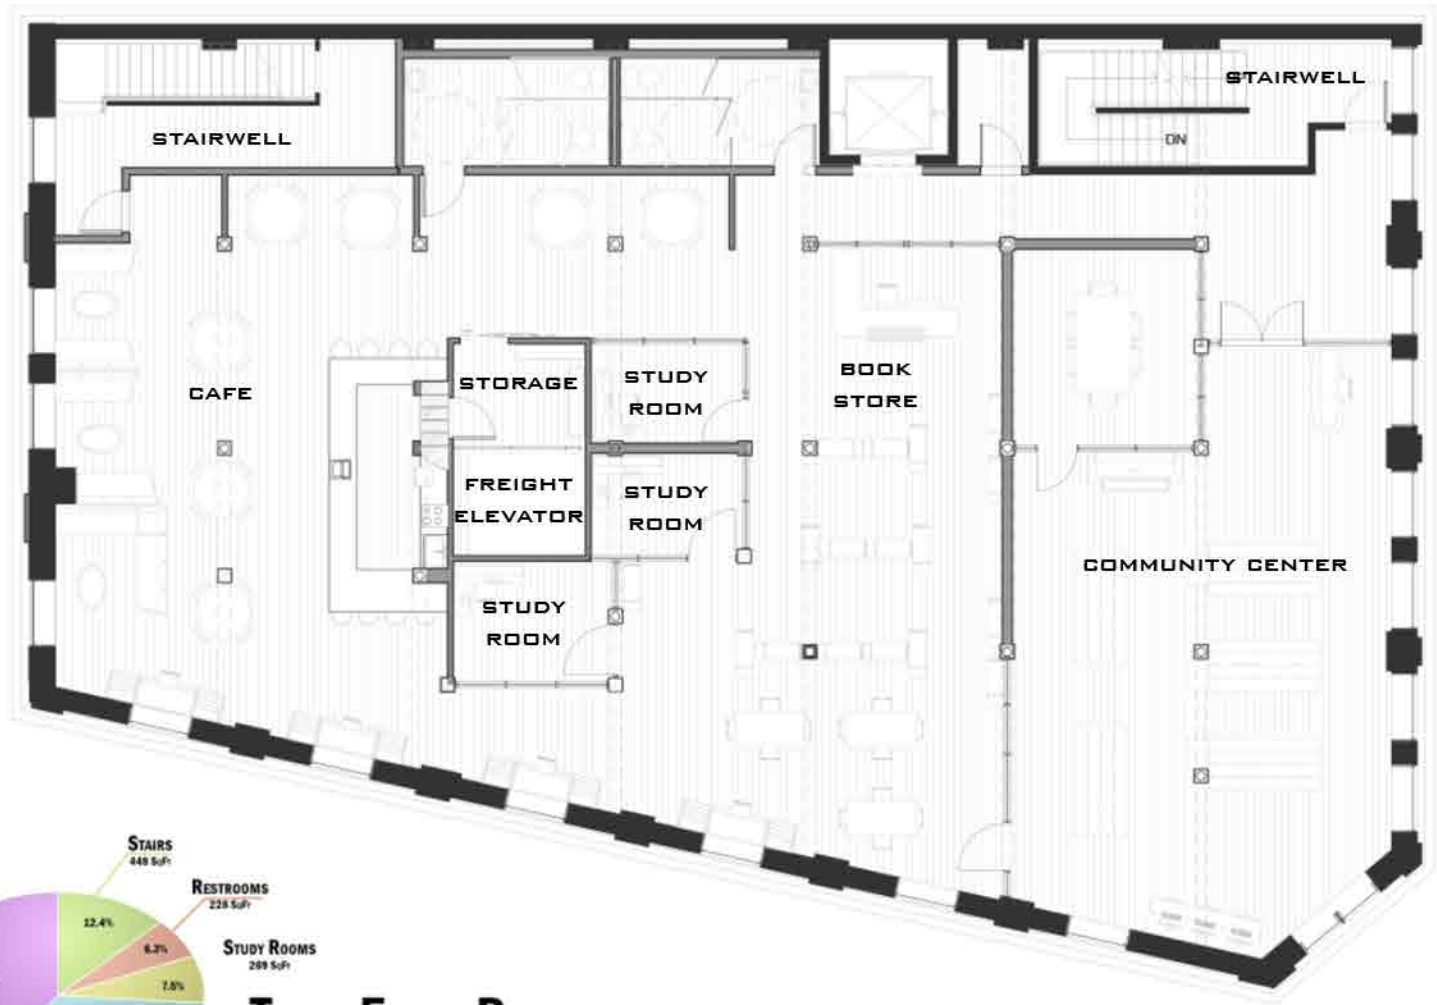 STAIRWELL
STAIRWELL
DN
CAFE
STORAGE
STUDY
ROOM
BOOK
STORE
FREIGHT
ELEVATOR
STUDY
ROOM
COMMUNITY CENTER
STUDY
ROOM
STAIRS
448 SqFt
RESTROOMS
228 SqFt
12.4%
6.3%
STUDY ROOMS
269 SqFt
7.5%